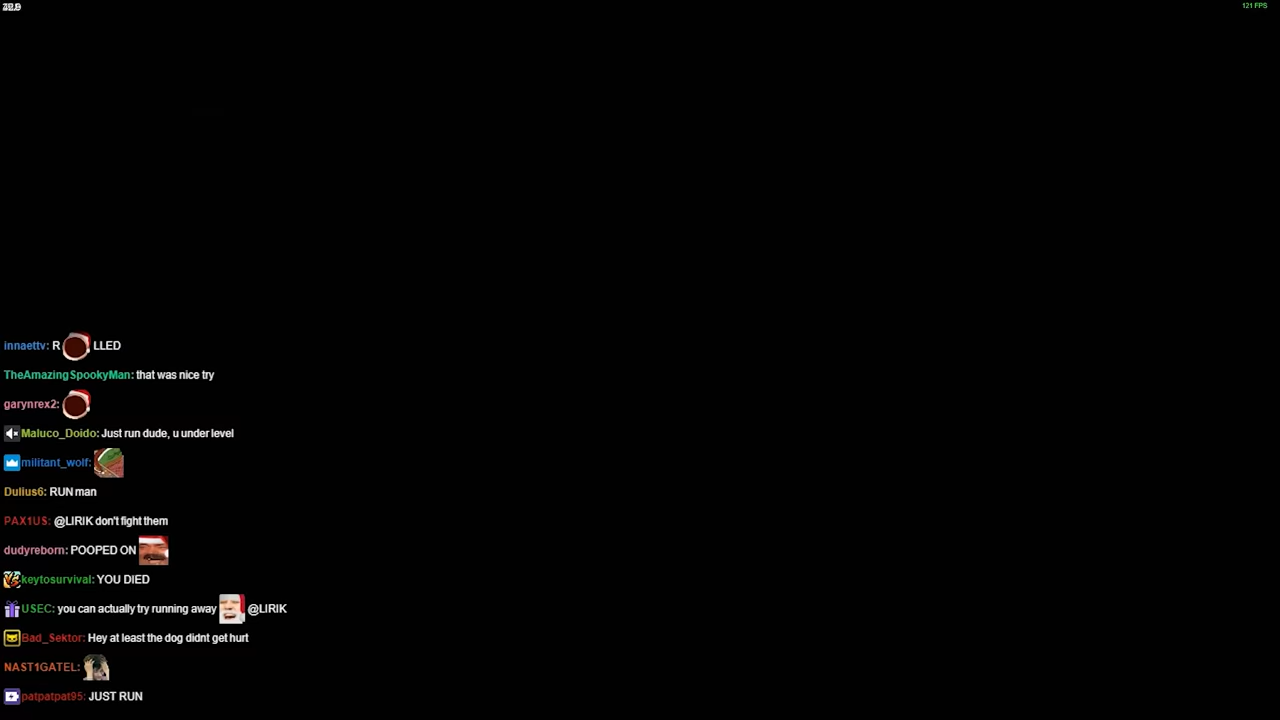 121 FPS
innaettv: R LLED
TheAmazingSpookyMan: that was nice try
garynrex2:
Maluco_Doido: Just run dude, u under level
militant_wolf:
Dulius6: RUN man
PAX1US: @LIRIK don't fight them
dudyreborn: POOPED ON
keytosurvival: YOU DIED
USEC: you can actually try running away @LIRIK
Bad_Sektor: Hey at least the dog didnt get hurt
NAST1GATEL:
patpatpat95: JUST RUN